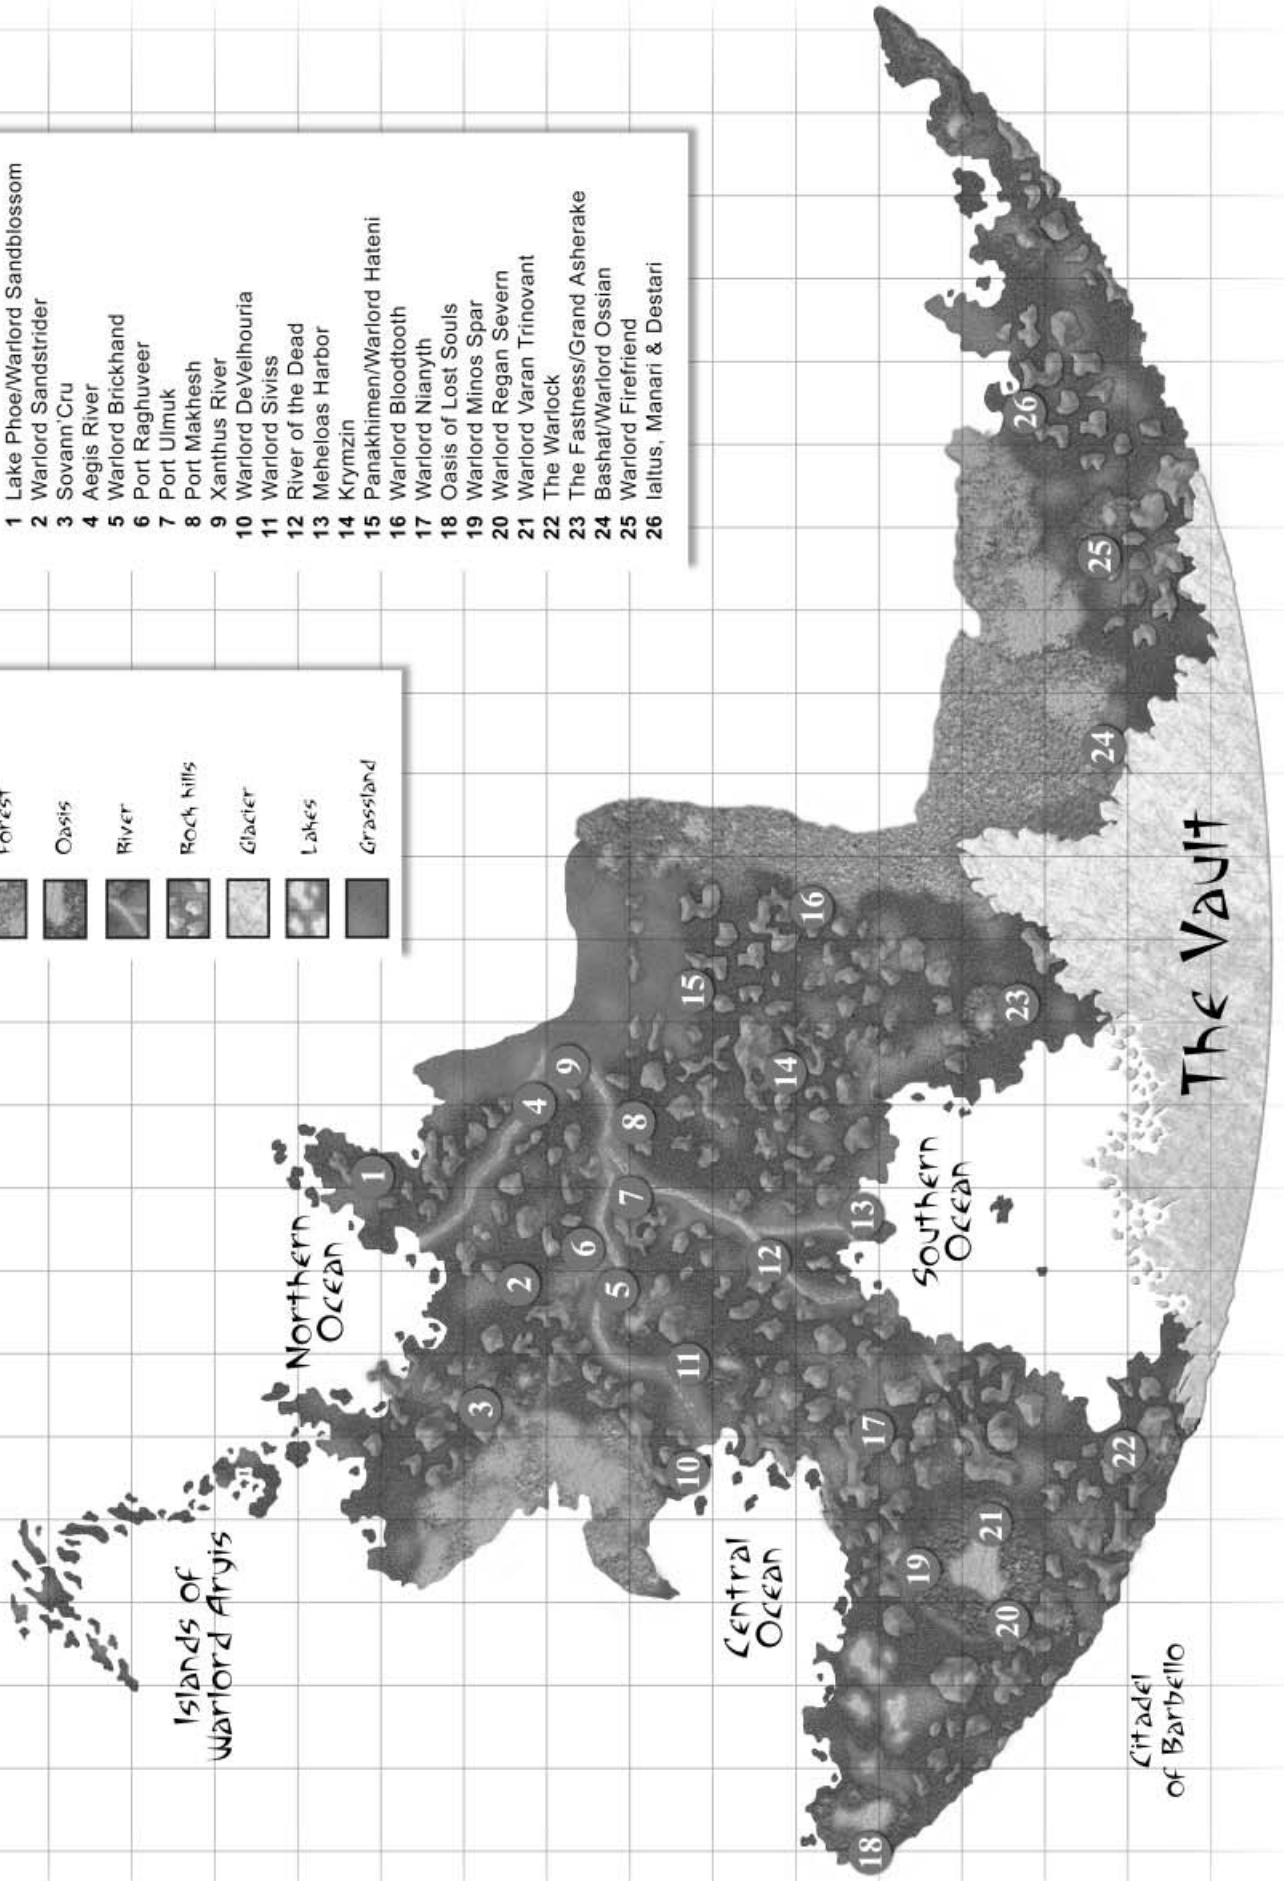 1 Lake Phoe/Warlord Sandblossom
2 Warlord Sandstrider
3 Sovann'Cru
4 Aegis River
5 Warlord Brickhand
6 Port Raghuveer
7 Port Ulmuk
8 Port Makhesh
9 Xanthus River
10 Warlord DeVelhouria
11 Warlord Siviss
12 River of the Dead
13 Meheloas Harbor
14 Krymzin
15 Panakhimen/Warlord Hateni
16 Warlord Bloodtooth
17 Warlord Nianyth
18 Oasis of Lost Souls
19 Warlord Minos Spar
20 Warlord Regan Severn
21 Warlord Varan Trinovant
22 The Warlock
23 The Fastness/Grand Asherake
24 Bashat/Warlord Ossian
25 Warlord Firefriend
26 Ialtus, Manari & Destari
Forest
Oasis
River
Rock hills
Glacier
Lakes
Grassland
Islands of
Warlord Aryis
Northern
Ocean
Central
Ocean
Southern
Ocean
Citadel
of Barbello
The Vault
1
2
3
4
5
6
7
8
9
10
11
12
13
14
15
16
17
18
19
20
21
22
23
24
25
26